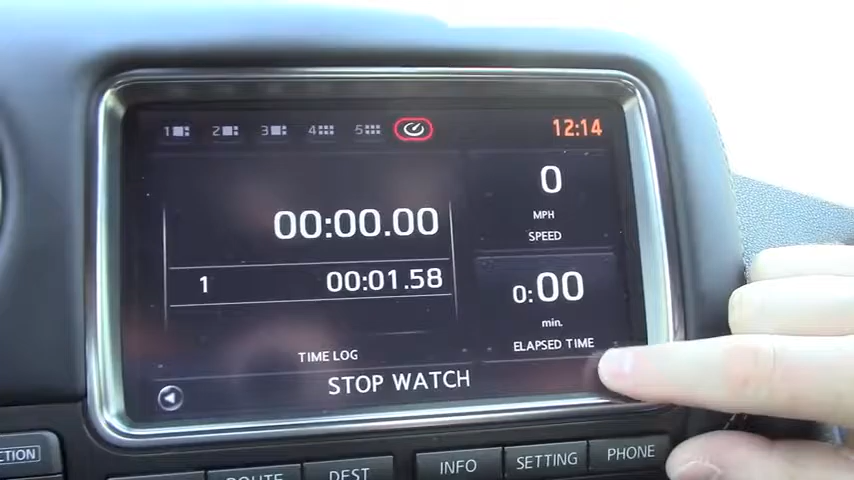 1 2 3 4 5 12:14
00:00.00
1 00:01.58
TIME LOG
0
MPH
SPEED
0:00
min.
ELAPSED TIME
STOP WATCH
ROUTE DEST INFO SETTING PHONE